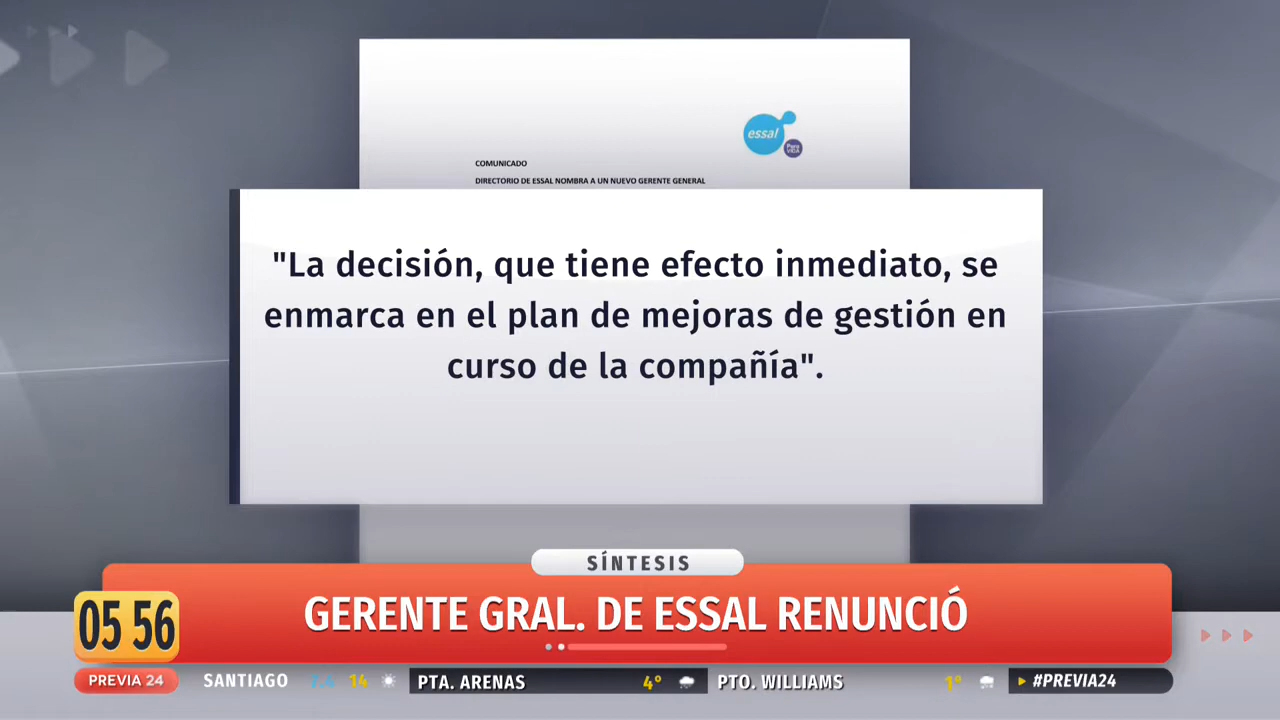 essal
Pura
VIDA
COMUNICADO
DIRECTORIO DE ESSAL NOMBRA A UN NUEVO GERENTE GENERAL
"La decisión, que tiene efecto inmediato, se
enmarca en el plan de mejoras de gestión en
curso de la compañía".
SÍNTESIS
GERENTE GRAL. DE ESSAL RENUNCIÓ
05 56
PREVIA 24
SANTIAGO 14
PTA. ARENAS 4°
PTO. WILLIAMS 1°
#PREVIA24